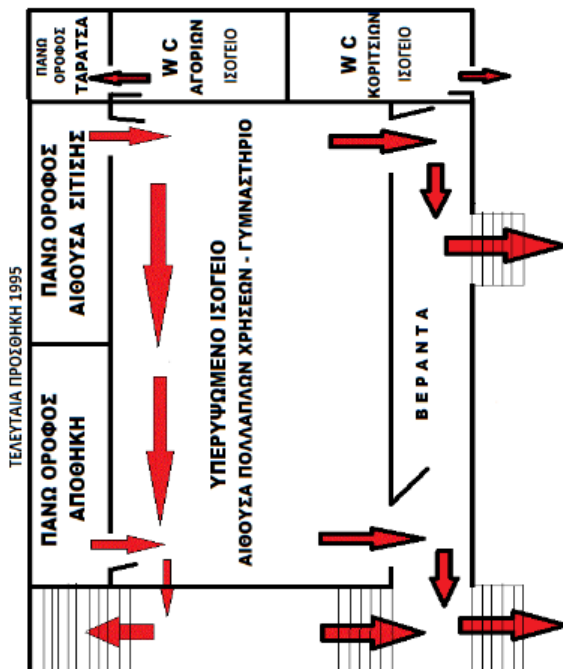 ΤΕΛΕΥΤΑΙΑ ΠΡΟΣΘΗΚΗ 1995
ΠΑΝΩ
ΟΡΟΦΟΣ
ΤΑΡΑΤΣΑ
W C
ΑΓΟΡΙΩΝ
ΙΣΟΓΕΙΟ
W C
ΚΟΡΙΤΣΙΩΝ
ΙΣΟΓΕΙΟ
ΠΑΝΩ ΟΡΟΦΟΣ
ΑΙΘΟΥΣΑ ΣΙΤΙΣΗΣ
ΠΑΝΩ ΟΡΟΦΟΣ
ΑΠΟΘΗΚΗ
ΥΠΕΡΥΨΩΜΕΝΟ ΙΣΟΓΕΙΟ
ΑΙΘΟΥΣΑ ΠΟΛΛΑΠΛΩΝ ΧΡΗΣΕΩΝ - ΓΥΜΝΑΣΤΗΡΙΟ
ΒΕΡΑΝΤΑ